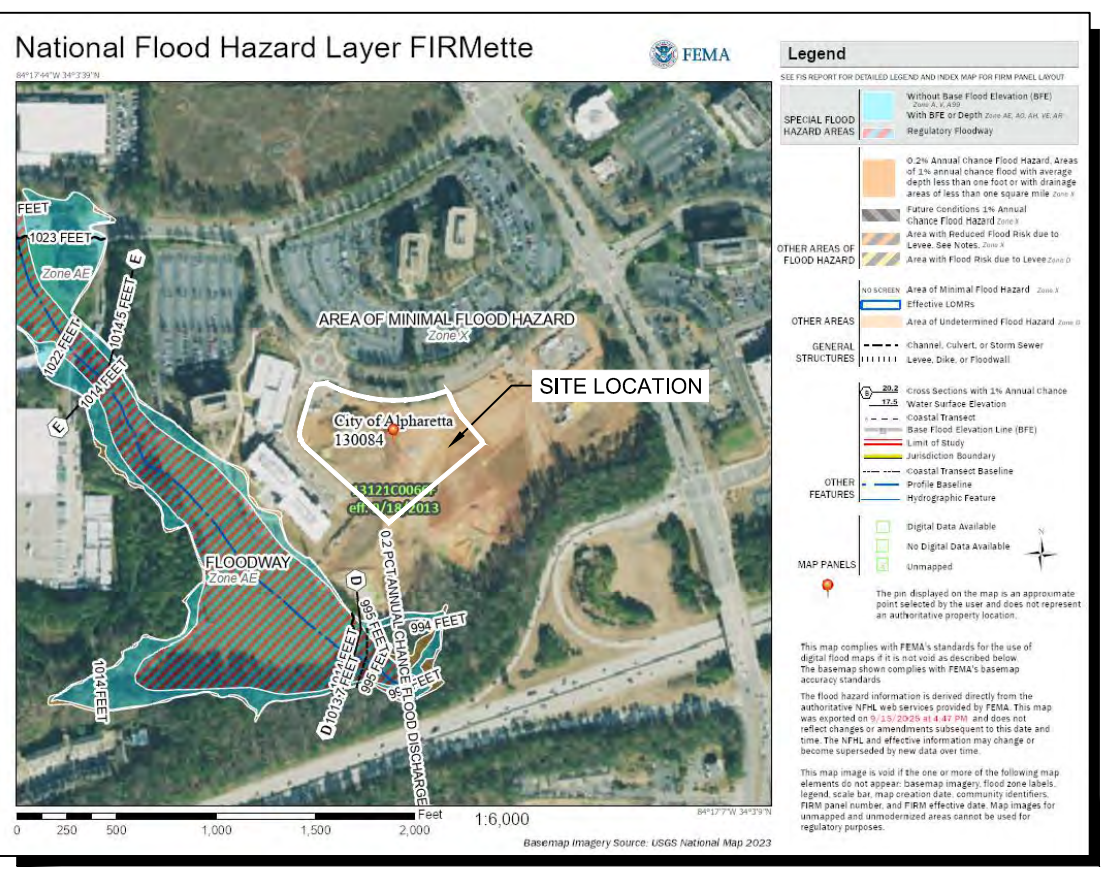 National Flood Hazard Layer FIRMette
FEMA
Legend
84°17'44"W 34°3'39"N
SEE FIS REPORT FOR DETAILED LEGEND AND INDEX MAP FOR FIRM PANEL LAYOUT
SPECIAL FLOOD
HAZARD AREAS
Without Base Flood Elevation (BFE)
Zone A, V, A99
With BFE or Depth Zone AE, AO, AH, VE, AR
Regulatory Floodway
OTHER AREAS OF
FLOOD HAZARD
0.2% Annual Chance Flood Hazard, Areas
of 1% annual chance flood with average
depth less than one foot or with drainage
areas of less than one square mile Zone X
Future Conditions 1% Annual
Chance Flood Hazard Zone X
Area with Reduced Flood Risk due to
Levee. See Notes. Zone X
Area with Flood Risk due to Levee Zone D
OTHER AREAS
NO SCREEN Area of Minimal Flood Hazard Zone X
Effective LOMRs
Area of Undetermined Flood Hazard Zone D
GENERAL
STRUCTURES
Channel, Culvert, or Storm Sewer
Levee, Dike, or Floodwall
OTHER
FEATURES
B 20.2 Cross Sections with 1% Annual Chance
17.5 Water Surface Elevation
Coastal Transect
Base Flood Elevation Line (BFE)
Limit of Study
Jurisdiction Boundary
Coastal Transect Baseline
Profile Baseline
Hydrographic Feature
MAP PANELS
Digital Data Available
No Digital Data Available
Unmapped
N
The pin displayed on the map is an approximate
point selected by the user and does not represent
an authoritative property location.
This map complies with FEMA's standards for the use of
digital flood maps if it is not void as described below.
The basemap shown complies with FEMA's basemap
accuracy standards
The flood hazard information is derived directly from the
authoritative NFHL web services provided by FEMA. This map
was exported on 9/15/2025 at 4:47 PM and does not
reflect changes or amendments subsequent to this date and
time. The NFHL and effective information may change or
become superseded by new data over time.
This map image is void if the one or more of the following map
elements do not appear: basemap imagery, flood zone labels,
legend, scale bar, map creation date, community identifiers,
FIRM panel number, and FIRM effective date. Map images for
unmapped and unmodernized areas cannot be used for
regulatory purposes.
FEET
1023 FEET
E
Zone AE
1014.5 FEET
1022 FEET
1014 FEET
E
AREA OF MINIMAL FLOOD HAZARD
Zone X
SITE LOCATION
City of Alpharetta
130084
eff. 9/18/2013
0.2 PCT ANNUAL CHANCE FLOOD DISCHARGE
FLOODWAY
Zone AE
D
995 FEET
994 FEET
995 FEET
D 1013.7 FEET
1014 FEET
84°17'7"W 34°3'9"N
0 250 500 1,000 1,500 2,000 Feet 1:6,000
Basemap Imagery Source: USGS National Map 2023